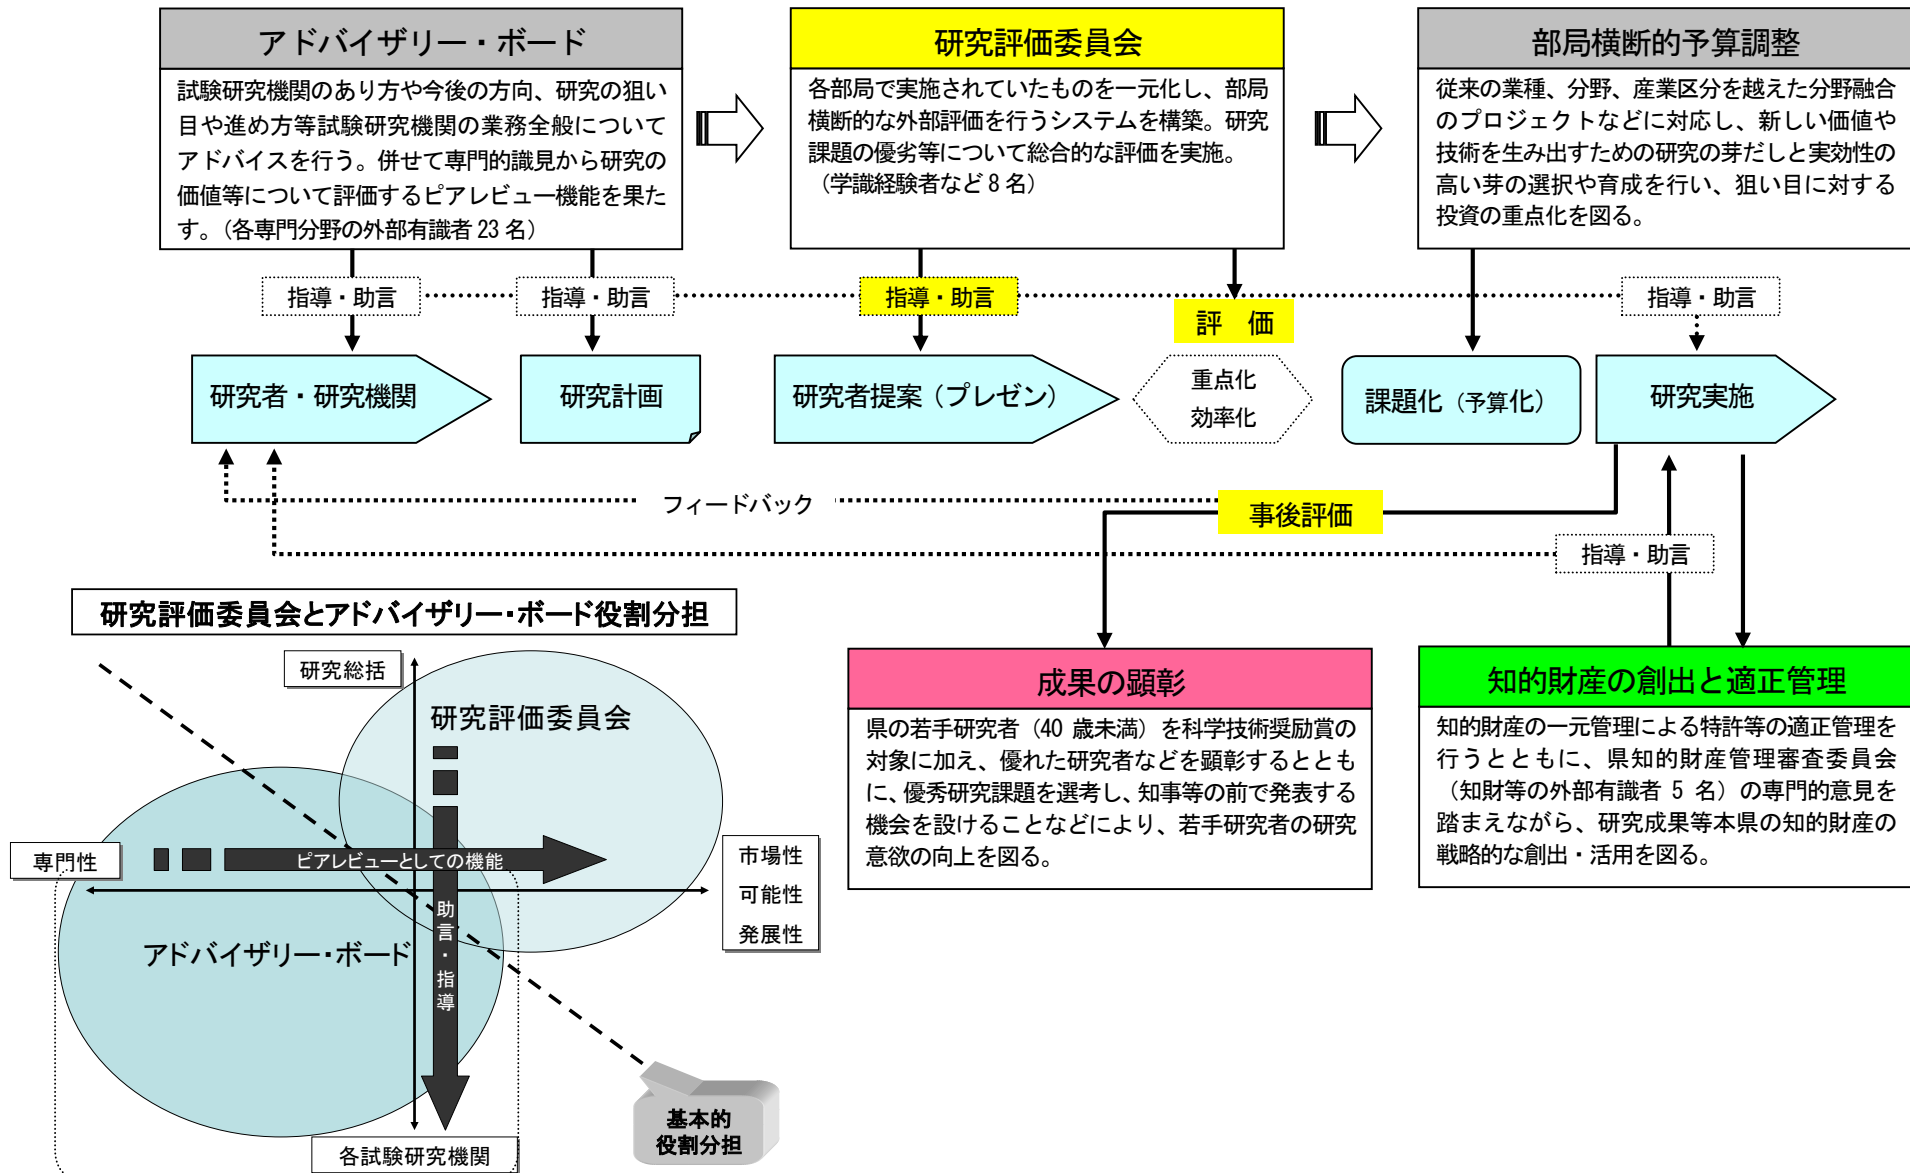 アドバイザリー・ボード
試験研究機関のあり方や今後の方向、研究の狙い
目や進め方等試験研究機関の業務全般について
アドバイスを行う。併せて専門的識見から研究の
価値等について評価するピアレビュー機能を果た
す。（各専門分野の外部有識者 23 名）
研究評価委員会
各部局で実施されていたものを一元化し、部局
横断的な外部評価を行うシステムを構築。研究
課題の優劣等について総合的な評価を実施。
（学識経験者など 8 名）
部局横断的予算調整
従来の業種、分野、産業区分を越えた分野融合
のプロジェクトなどに対応し、新しい価値や
技術を生み出すための研究の芽だしと実効性の
高い芽の選択や育成を行い、狙い目に対する
投資の重点化を図る。
指導・助言
指導・助言
指導・助言
指導・助言
評　価
研究者・研究機関
研究計画
研究者提案（プレゼン）
重点化
効率化
課題化（予算化）
研究実施
フィードバック
事後評価
指導・助言
研究評価委員会とアドバイザリー・ボード役割分担
研究総括
研究評価委員会
専門性
ピアレビューとしての機能
市場性
可能性
発展性
助言・指導
アドバイザリー・ボード
各試験研究機関
基本的
役割分担
成果の顕彰
県の若手研究者（40 歳未満）を科学技術奨励賞の
対象に加え、優れた研究者などを顕彰するととも
に、優秀研究課題を選考し、知事等の前で発表する
機会を設けることなどにより、若手研究者の研究
意欲の向上を図る。
知的財産の創出と適正管理
知的財産の一元管理による特許等の適正管理を
行うとともに、県知的財産管理審査委員会
（知財等の外部有識者 5 名）の専門的意見を
踏まえながら、研究成果等本県の知的財産の
戦略的な創出・活用を図る。